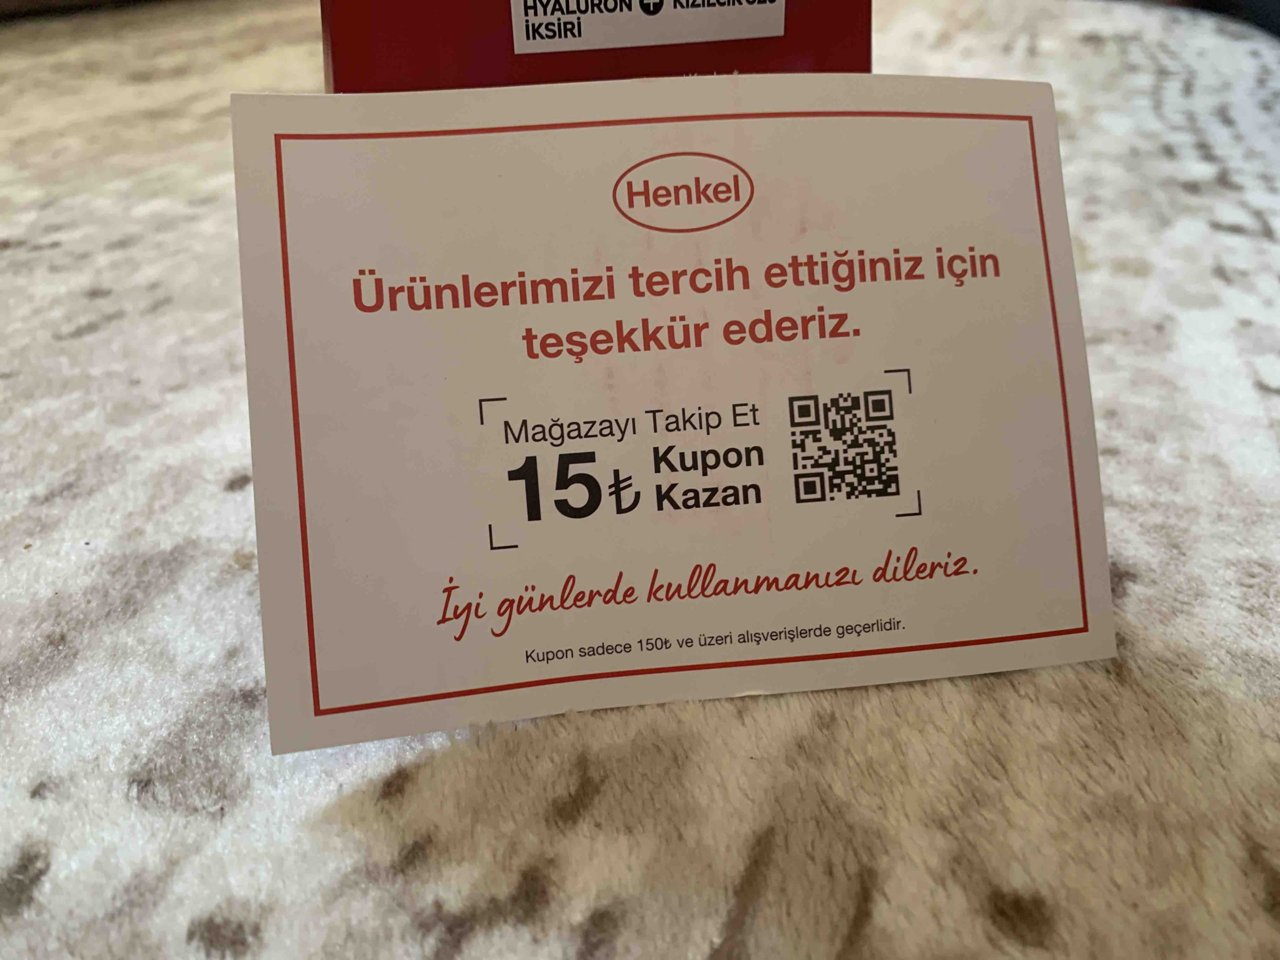 HYALURON +
İKSİRİ
Henkel
Ürünlerimizi tercih ettiğiniz için
teşekkür ederiz.
Mağazayı Takip Et
15₺ Kupon
Kazan
İyi günlerde kullanmanızı dileriz.
Kupon sadece 150₺ ve üzeri alışverişlerde geçerlidir.